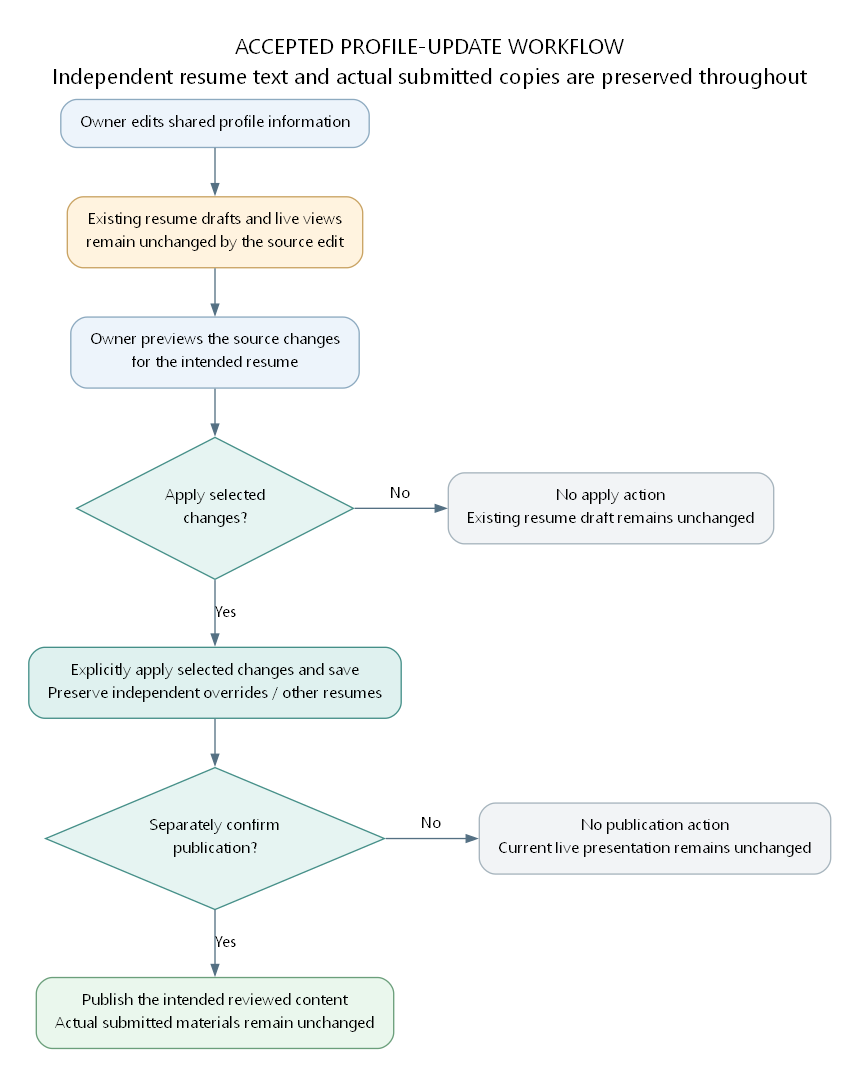 ACCEPTED PROFILE-UPDATE WORKFLOW
Independent resume text and actual submitted copies are preserved throughout
Owner edits shared profile information
Existing resume drafts and live views
remain unchanged by the source edit
Owner previews the source changes
for the intended resume
Apply selected
changes?
No
No apply action
Existing resume draft remains unchanged
Yes
Explicitly apply selected changes and save
Preserve independent overrides / other resumes
Separately confirm
publication?
No
No publication action
Current live presentation remains unchanged
Yes
Publish the intended reviewed content
Actual submitted materials remain unchanged